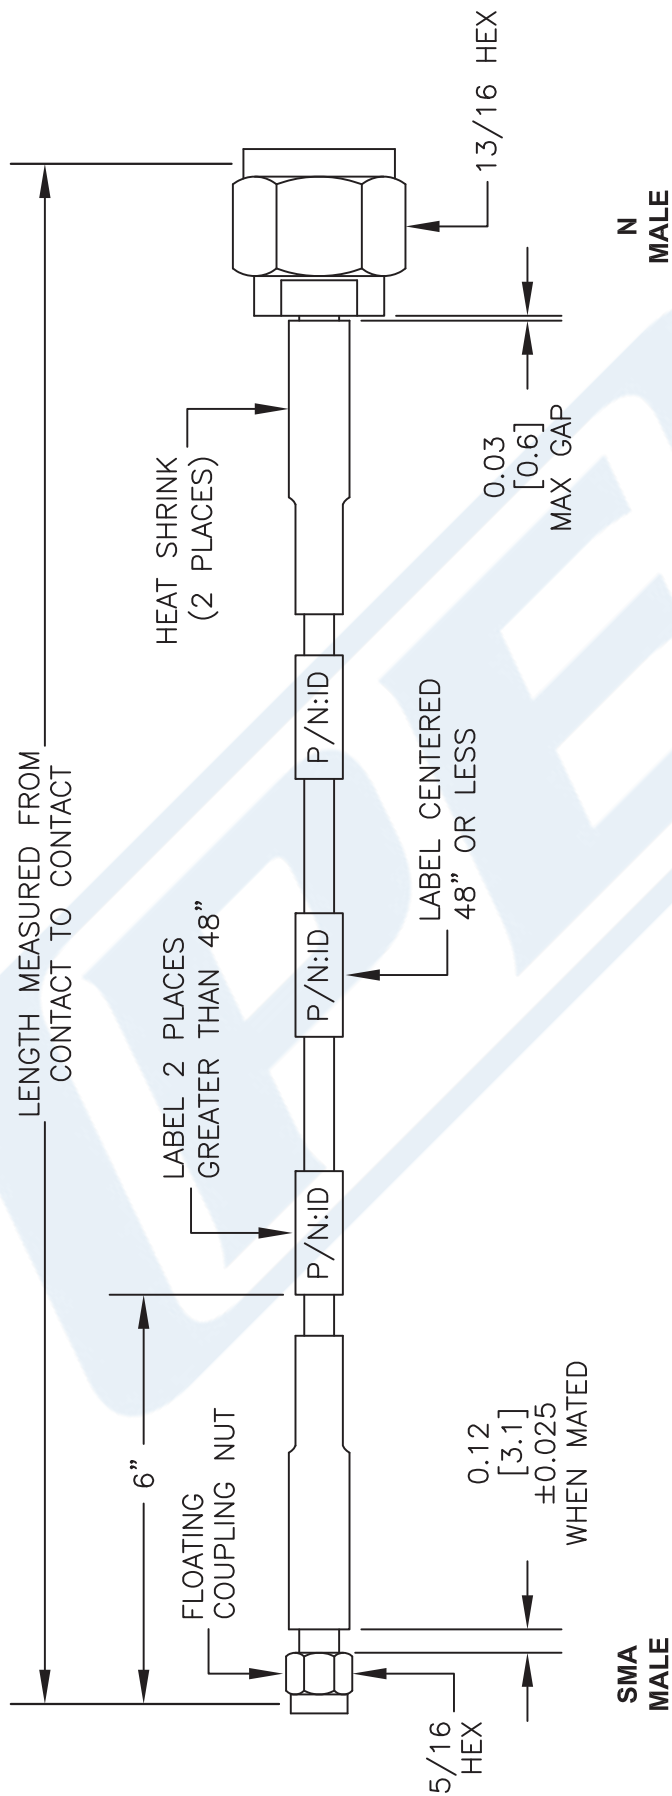 LENGTH MEASURED FROM
CONTACT TO CONTACT
6”
FLOATING
COUPLING NUT
LABEL 2 PLACES
GREATER THAN 48”
HEAT SHRINK
(2 PLACES)
P/N:ID
P/N:ID
P/N:ID
5/16
HEX
0.12
[3.1]
±0.025
WHEN MATED
LABEL CENTERED
48” OR LESS
0.03
[0.6]
MAX GAP
13/16 HEX
SMA
MALE
N
MALE